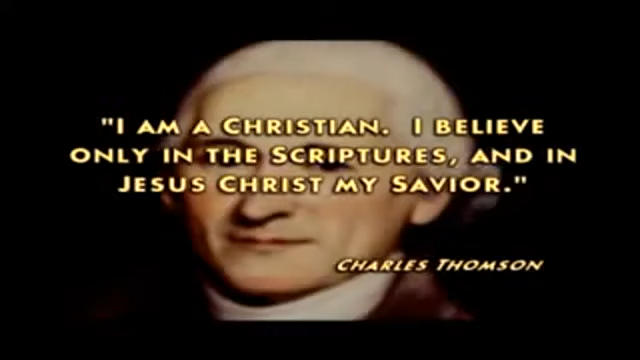 "I AM A CHRISTIAN. I BELIEVE
ONLY IN THE SCRIPTURES, AND IN
JESUS CHRIST MY SAVIOR."
CHARLES THOMSON